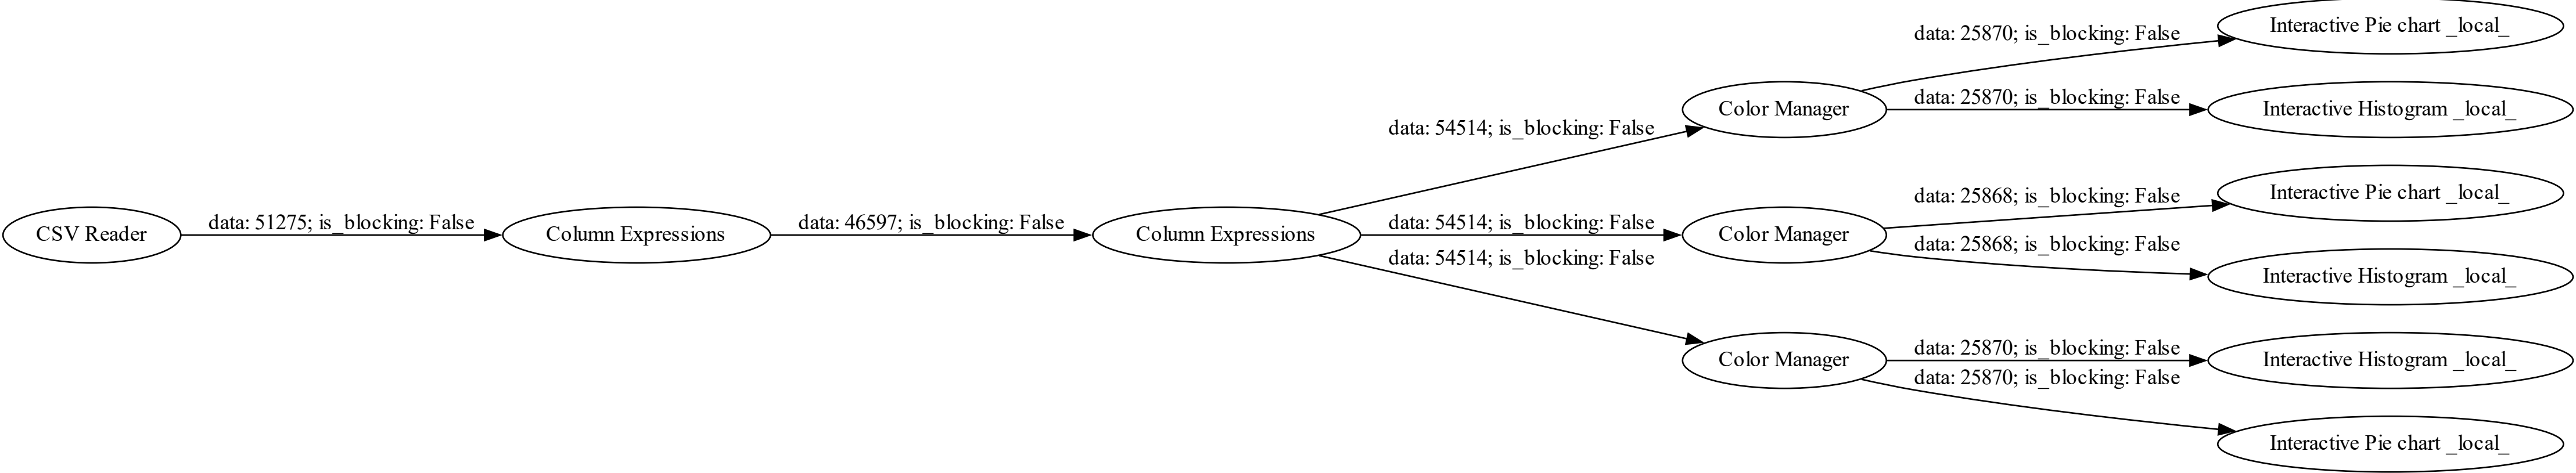 CSV Reader
data: 51275; is_blocking: False
Column Expressions
data: 46597; is_blocking: False
Column Expressions
data: 54514; is_blocking: False
data: 54514; is_blocking: False
data: 54514; is_blocking: False
Color Manager
data: 25870; is_blocking: False
Interactive Pie chart _local_
data: 25870; is_blocking: False
Interactive Histogram _local_
Color Manager
data: 25868; is_blocking: False
Interactive Pie chart _local_
data: 25868; is_blocking: False
Interactive Histogram _local_
Color Manager
data: 25870; is_blocking: False
Interactive Histogram _local_
data: 25870; is_blocking: False
Interactive Pie chart _local_